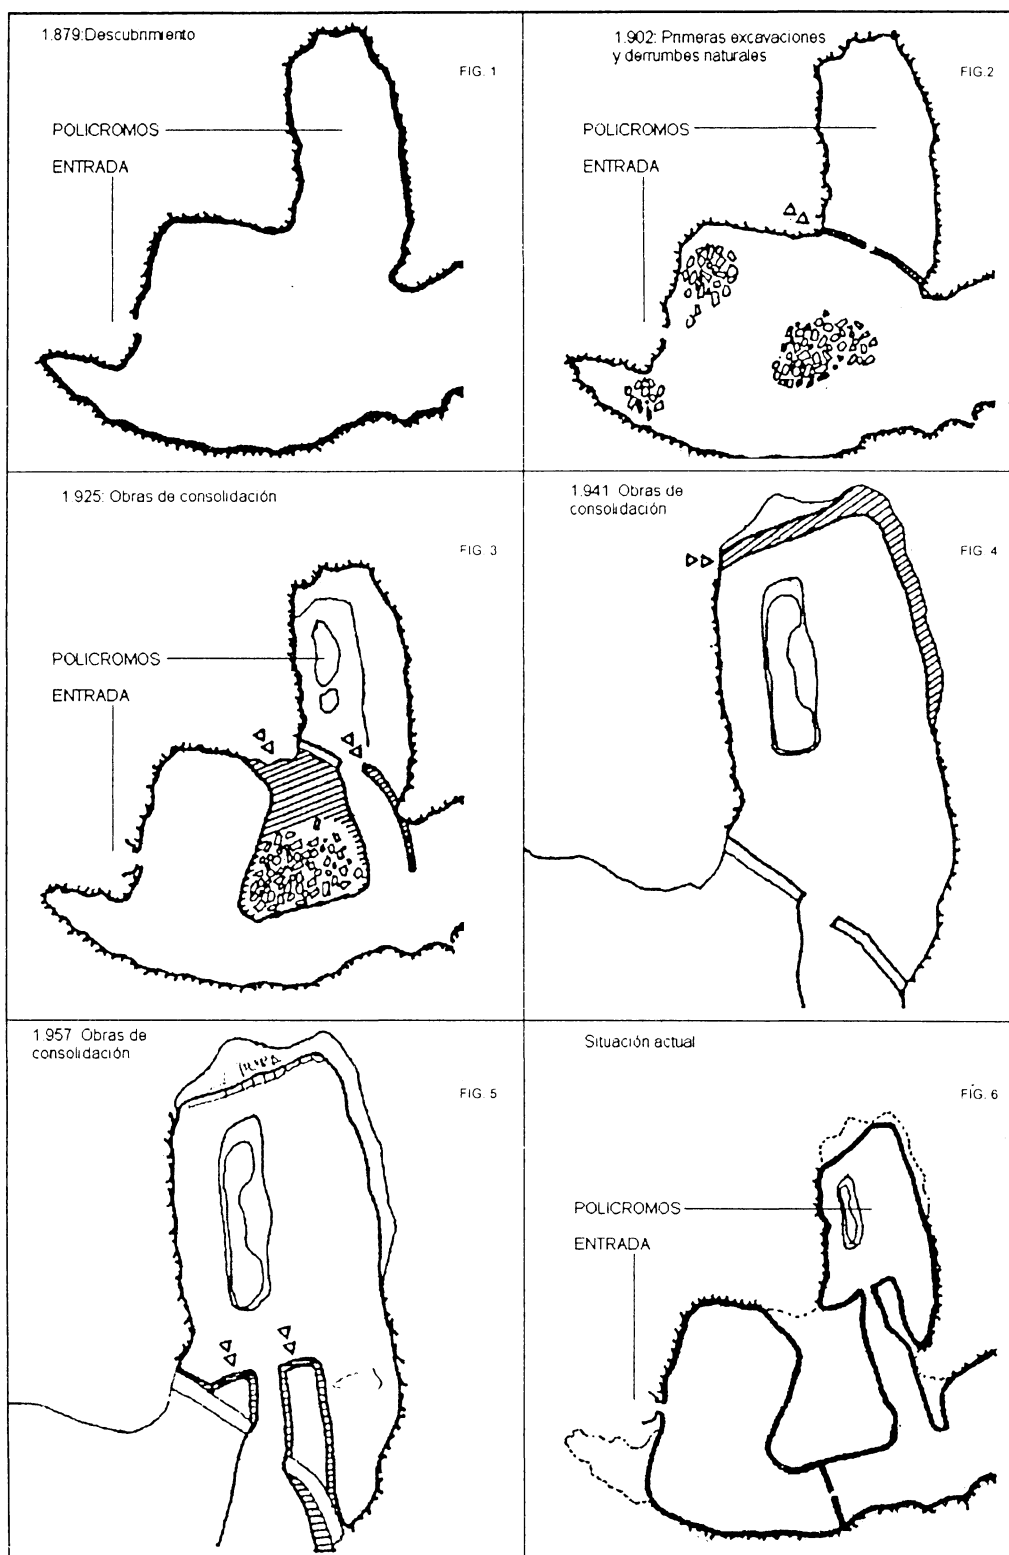 1.879:Descubrimiento
FIG. 1
POLICROMOS
ENTRADA
1.902: Primeras excavaciones
y derrumbes naturales
FIG.2
POLICROMOS
ENTRADA
1.925: Obras de consolidación
FIG. 3
POLICROMOS
ENTRADA
1.941 Obras de
consolidación
FIG 4
1.957 Obras de
consolidación
FIG. 5
Situación actual
FIG. 6
POLICROMOS
ENTRADA